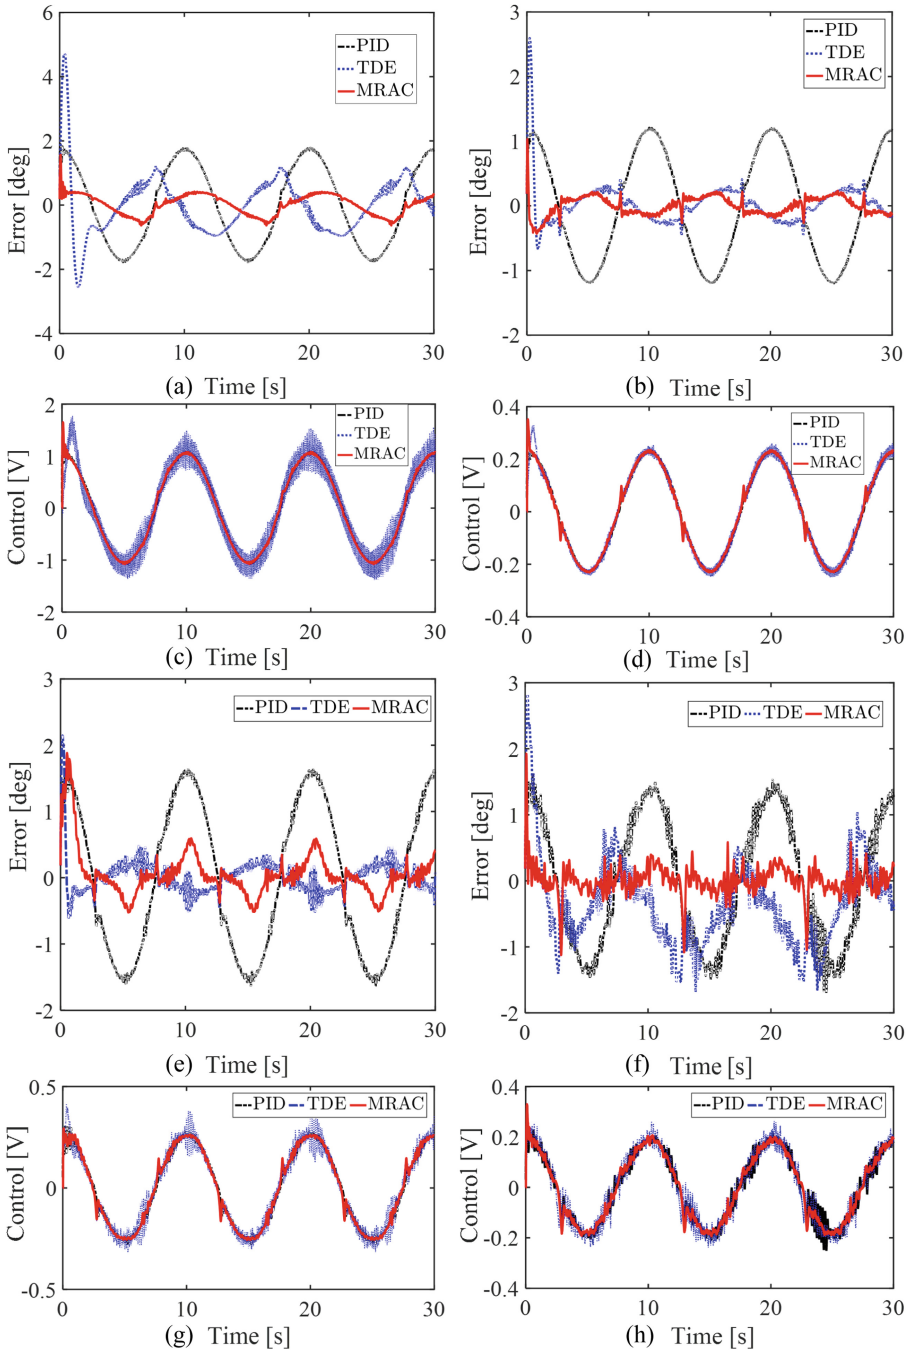 6
4
2
0
-2
-4
Error [deg]
PID
TDE
MRAC
0 10 20 30
(a) Time [s]
3
2
1
0
-1
-2
Error [deg]
PID
TDE
MRAC
0 10 20 30
(b) Time [s]
2
1
0
-1
-2
Control [V]
PID
TDE
MRAC
0 10 20 30
(c) Time [s]
0.4
0.2
0
-0.2
-0.4
Control [V]
PID
TDE
MRAC
0 10 20 30
(d) Time [s]
3
2
1
0
-1
-2
Error [deg]
PID TDE MRAC
0 10 20 30
(e) Time [s]
3
2
1
0
-1
-2
Error [deg]
PID TDE MRAC
0 10 20 30
(f) Time [s]
0.5
0
-0.5
Control [V]
PID TDE MRAC
0 10 20 30
(g) Time [s]
0.4
0.2
0
-0.2
-0.4
Control [V]
PID TDE MRAC
0 10 20 30
(h) Time [s]